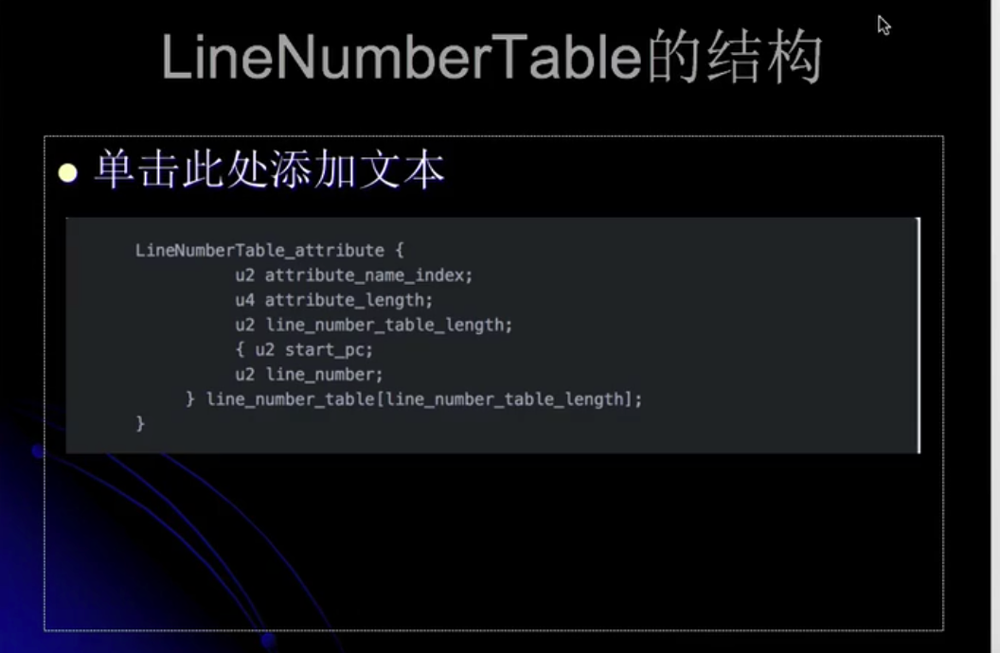 LineNumberTable的结构
单击此处添加文本
LineNumberTable_attribute {
u2 attribute_name_index;
u4 attribute_length;
u2 line_number_table_length;
{ u2 start_pc;
u2 line_number;
} line_number_table[line_number_table_length];
}